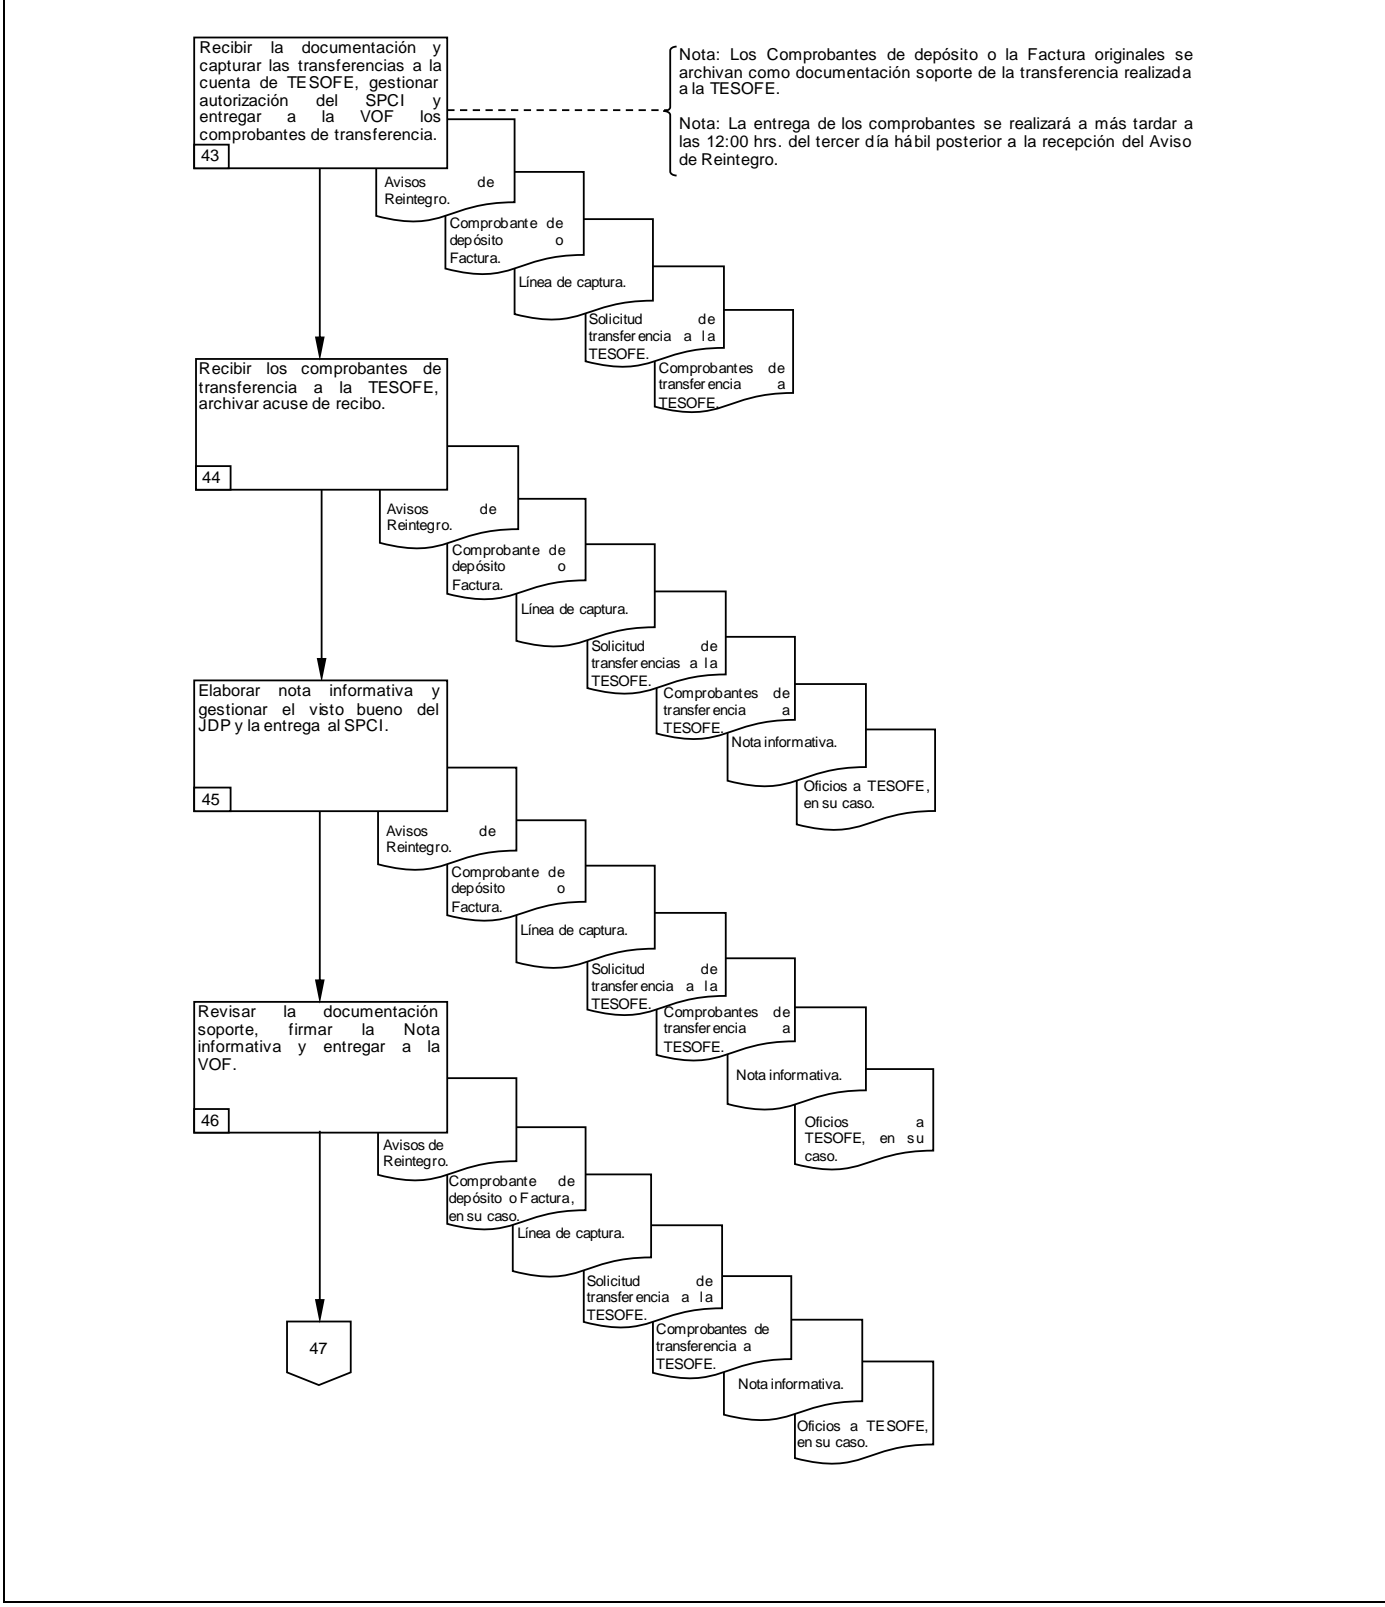 Recibir la documentación y
capturar las transferencias a la
cuenta de TESOFE, gestionar
autorización del SPCI y
entregar a la VOF los
comprobantes de transferencia.
43
Nota: Los Comprobantes de depósito o la Factura originales se
archivan como documentación soporte de la transferencia realizada
a la TESOFE.
Nota: La entrega de los comprobantes se realizará a más tardar a
las 12:00 hrs. del tercer día hábil posterior a la recepción del Aviso
de Reintegro.
Avisos de
Reintegro.
Comprobante de
depósito o
Factura.
Línea de captura.
Solicitud de
transferencia a la
TESOFE.
Comprobantes de
transferencia a
TESOFE.
Recibir los comprobantes de
transferencia a la TESOFE,
archivar acuse de recibo.
44
Avisos de
Reintegro.
Comprobante de
depósito o
Factura.
Línea de captura.
Solicitud de
transferencias a la
TESOFE.
Comprobantes de
transferencia a
TESOFE.
Nota informativa.
Oficios a TESOFE,
en su caso.
Elaborar nota informativa y
gestionar el visto bueno del
JDP y la entrega al SPCI.
45
Avisos de
Reintegro.
Comprobante de
depósito o
Factura.
Línea de captura.
Solicitud de
transferencia a la
TESOFE.
Comprobantes de
transferencia a
TESOFE.
Nota informativa.
Oficios a
TESOFE, en su
caso.
Revisar la documentación
soporte, firmar la Nota
informativa y entregar a la
VOF.
46
Avisos de
Reintegro.
Comprobante de
depósito o Factura,
en su caso.
Línea de captura.
Solicitud de
transferencia a la
TESOFE.
Comprobantes de
transferencia a
TESOFE.
Nota informativa.
Oficios a TESOFE,
en su caso.
47